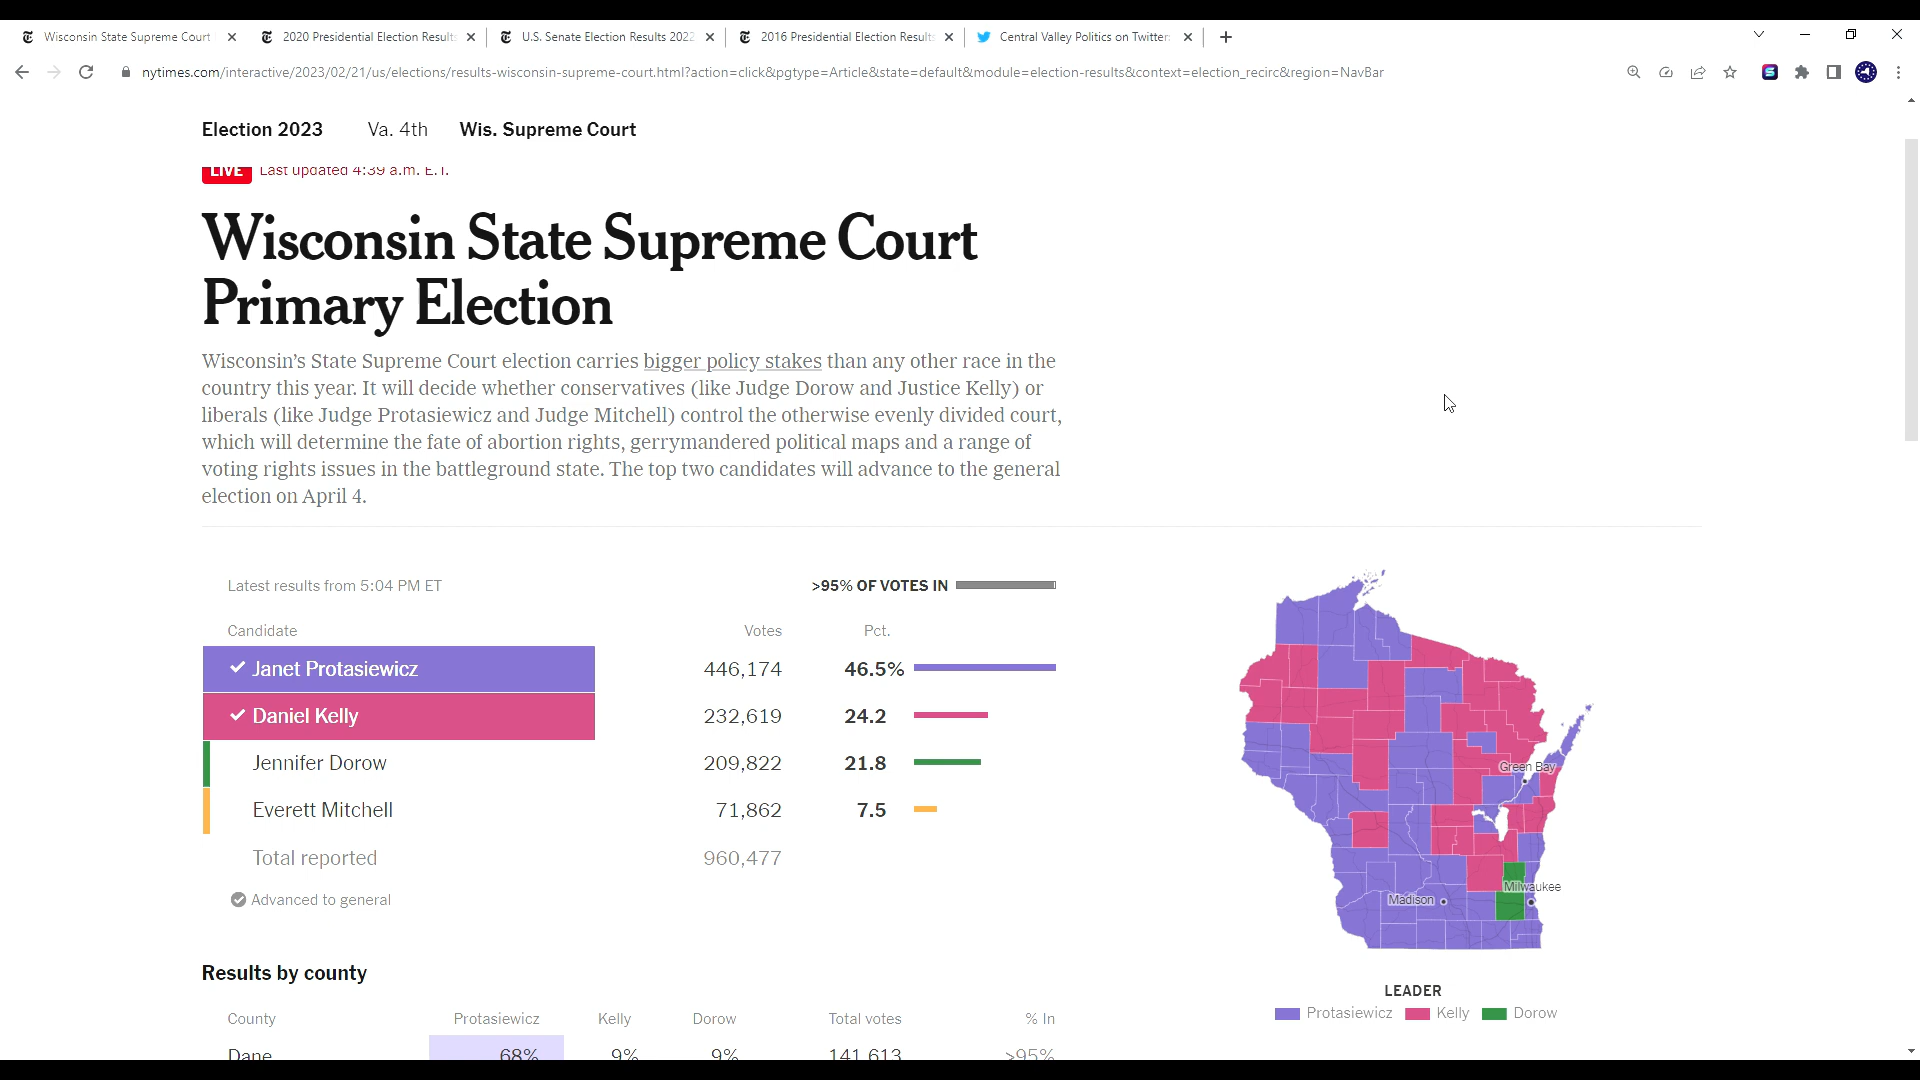 Wisconsin State Supreme Court
2020 Presidential Election Results
U.S. Senate Election Results 2022
2016 Presidential Election Results
Central Valley Politics on Twitter:
nytimes.com/interactive/2023/02/21/us/elections/results-wisconsin-supreme-court.html?action=click&pgtype=Article&state=default&module=election-results&context=election_recirc&region=NavBar
Election 2023 Va. 4th Wis. Supreme Court
LIVE Last updated 4:39 a.m. E.T.
Wisconsin State Supreme Court
Primary Election
Wisconsin’s State Supreme Court election carries bigger policy stakes than any other race in the
country this year. It will decide whether conservatives (like Judge Dorow and Justice Kelly) or
liberals (like Judge Protasiewicz and Judge Mitchell) control the otherwise evenly divided court,
which will determine the fate of abortion rights, gerrymandered political maps and a range of
voting rights issues in the battleground state. The top two candidates will advance to the general
election on April 4.
Latest results from 5:04 PM ET >95% OF VOTES IN
Candidate Votes Pct.
Janet Protasiewicz 446,174 46.5%
Daniel Kelly 232,619 24.2
Jennifer Dorow 209,822 21.8
Everett Mitchell 71,862 7.5
Total reported 960,477
Advanced to general
Green Bay
Milwaukee
Madison
LEADER
Protasiewicz Kelly Dorow
Results by county
County Protasiewicz Kelly Dorow Total votes % In
Dane 68% 9% 9% 141,613 >95%